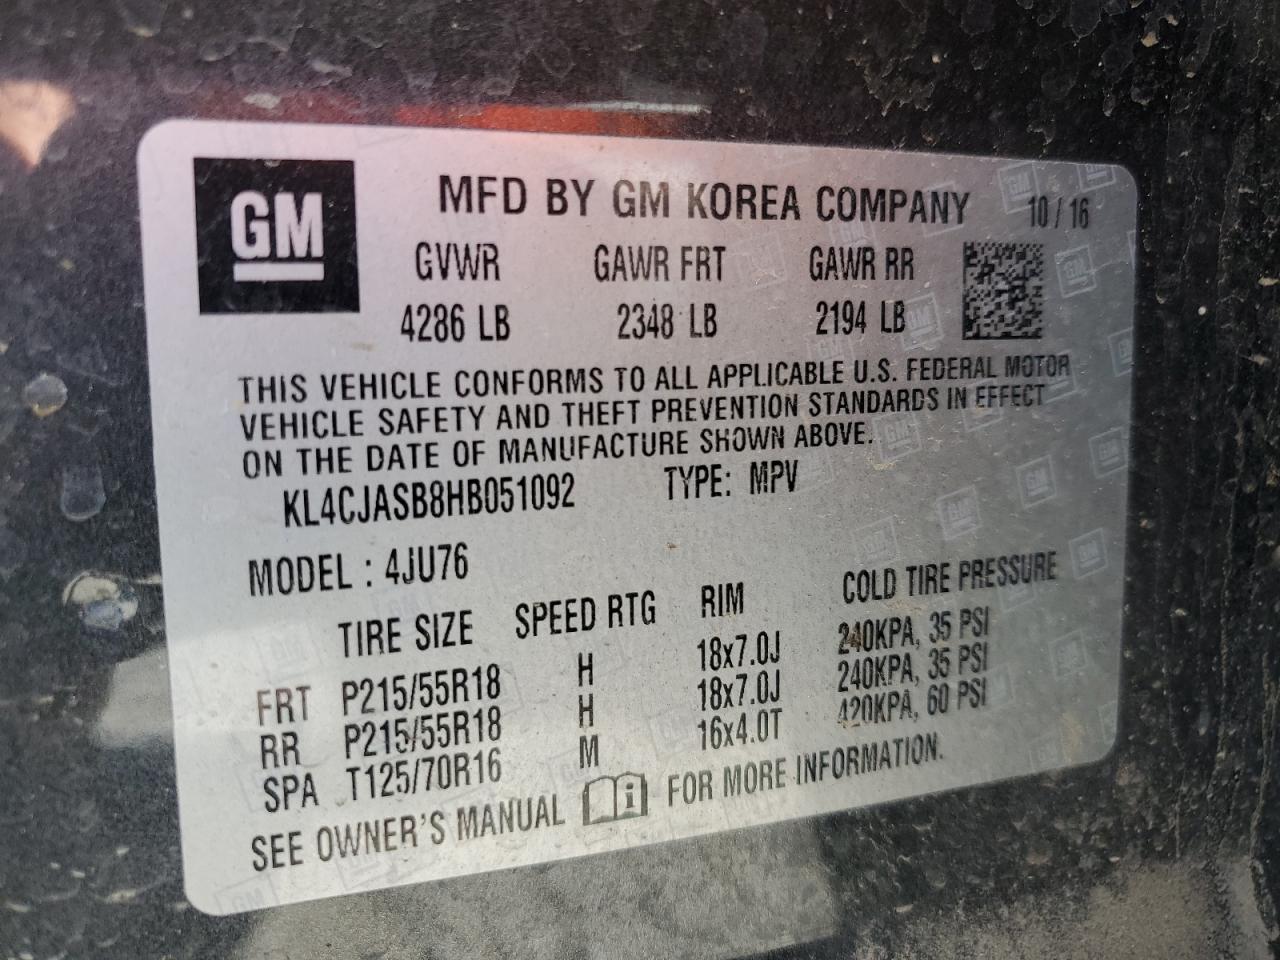 GM
MFD BY GM KOREA COMPANY 10/16
GVWR GAWR FRT GAWR RR
4286 LB 2348 LB 2194 LB
THIS VEHICLE CONFORMS TO ALL APPLICABLE U.S. FEDERAL MOTOR
VEHICLE SAFETY AND THEFT PREVENTION STANDARDS IN EFFECT
ON THE DATE OF MANUFACTURE SHOWN ABOVE.
KL4CJASB8HB051092 TYPE: MPV
MODEL : 4JU76
TIRE SIZE SPEED RTG RIM COLD TIRE PRESSURE
FRT P215/55R18 H 18x7.0J 240KPA, 35 PSI
RR P215/55R18 H 18x7.0J 240KPA, 35 PSI
SPA T125/70R16 M 16x4.0T 420KPA, 60 PSI
SEE OWNER'S MANUAL i FOR MORE INFORMATION.